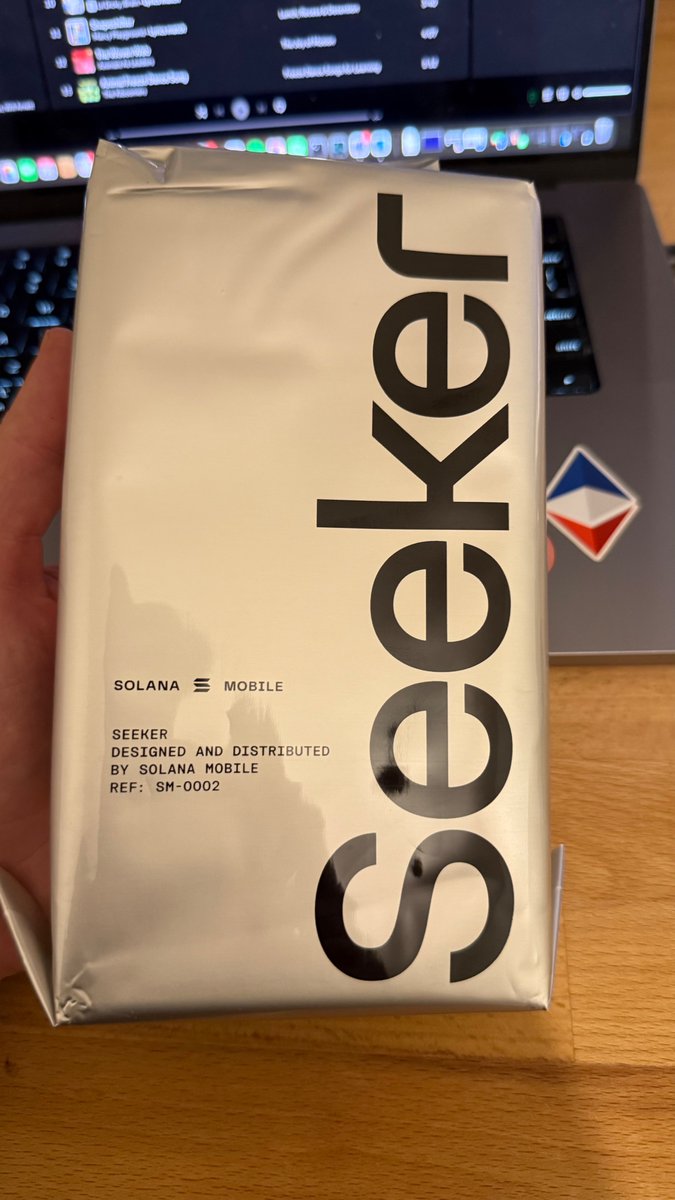 Seeker
SOLANA MOBILE
SEEKER
DESIGNED AND DISTRIBUTED
BY SOLANA MOBILE
REF: SM-0002